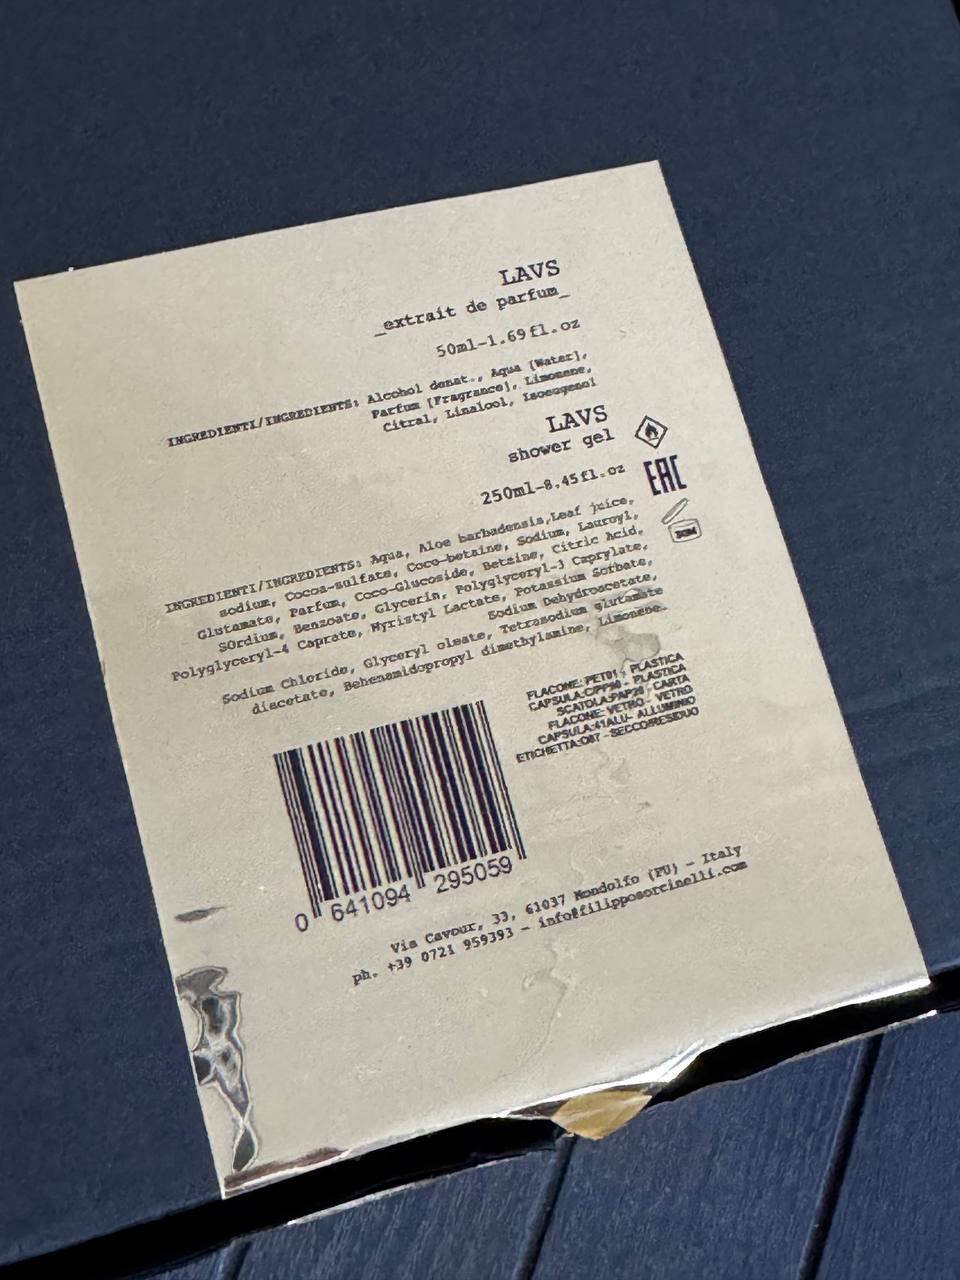 LAVS
_extrait de parfum_
50ml-1.69fl.oz
INGREDIENTI/INGREDIENTS: Alcohol denat., Aqua [Water],
Parfum [Fragrance], Limonene,
Citral, Linalool, Isoeugenol
LAVS
shower gel
250ml-8.45fl.oz
EAC
INGREDIENTI/INGREDIENTS: Aqua, Aloe barbadensis,Leaf juice,
sodium, Cocoa-sulfate, Coco-betaine, Sodium, Lauroyl,
Glutamate, Parfum, Coco-Glucoside, Betaine, Citric Acid,
SOrdium, Benzoate, Glycerin, Polyglyceryl-3 Caprylate,
Polyglyceryl-4 Caprate, Myristyl Lactate, Potassium Sorbate,
Sodium Dehydroacetate,
Sodium Chloride, Glyceryl oleate, Tetrasodium glutamate
diacetate, Behenamidopropyl dimethylamine, Limonene.
FLACONE: PET01 - PLASTICA
CAPSULA:C/PP90 - PLASTICA
SCATOLA:PAP20 - CARTA
FLACONE: VETRO - VETRO
CAPSULA:41ALU- ALLUMINIO
ETICHETTA:C/87 -SECCO/RESIDUO
0 641094 295059
Via Cavour, 33, 61037 Mondolfo (PU) - Italy
ph. +39 0721 959393 - info@filipposorcinelli.com